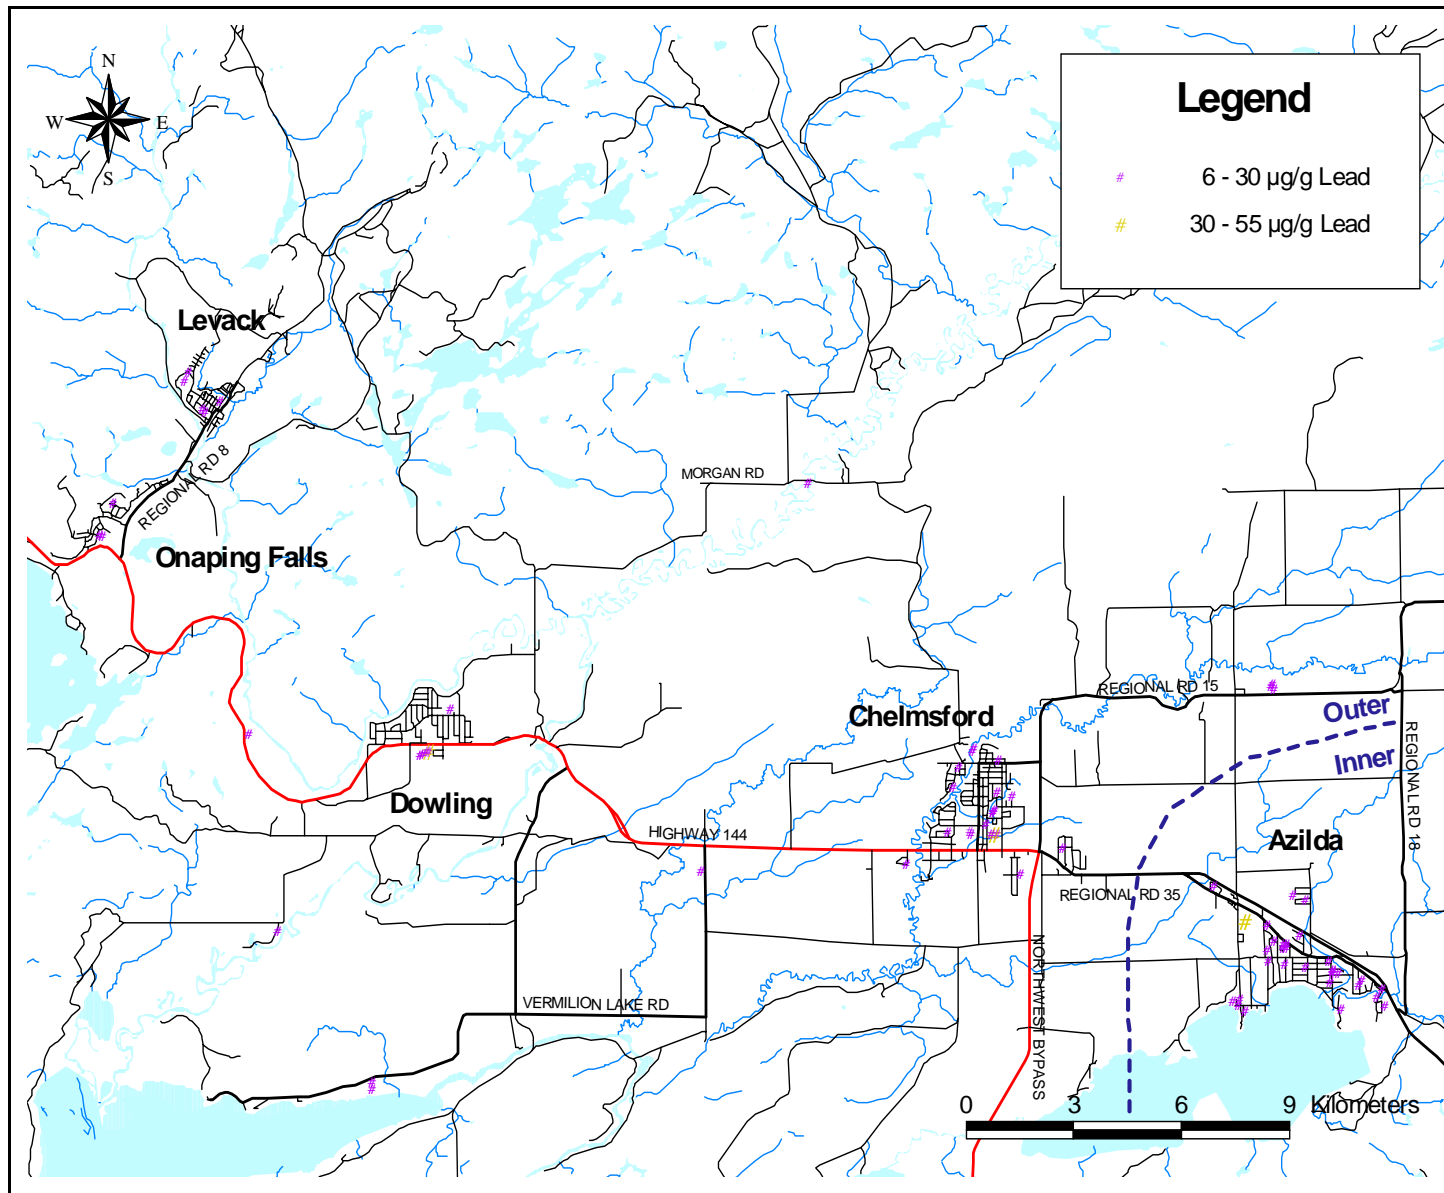 N
W E
S
Legend
# 6 - 30 µg/g Lead
# 30 - 55 µg/g Lead
Levack
REGIONAL RD 8
MORGAN RD
Onaping Falls
REGIONAL RD 15
Outer
Chelmsford
Inner
REGIONAL RD 18
Dowling
HIGHWAY 144
Azilda
REGIONAL RD 35
NORTHWEST BYPASS
VERMILION LAKE RD
0 3 6 9 Kilometers